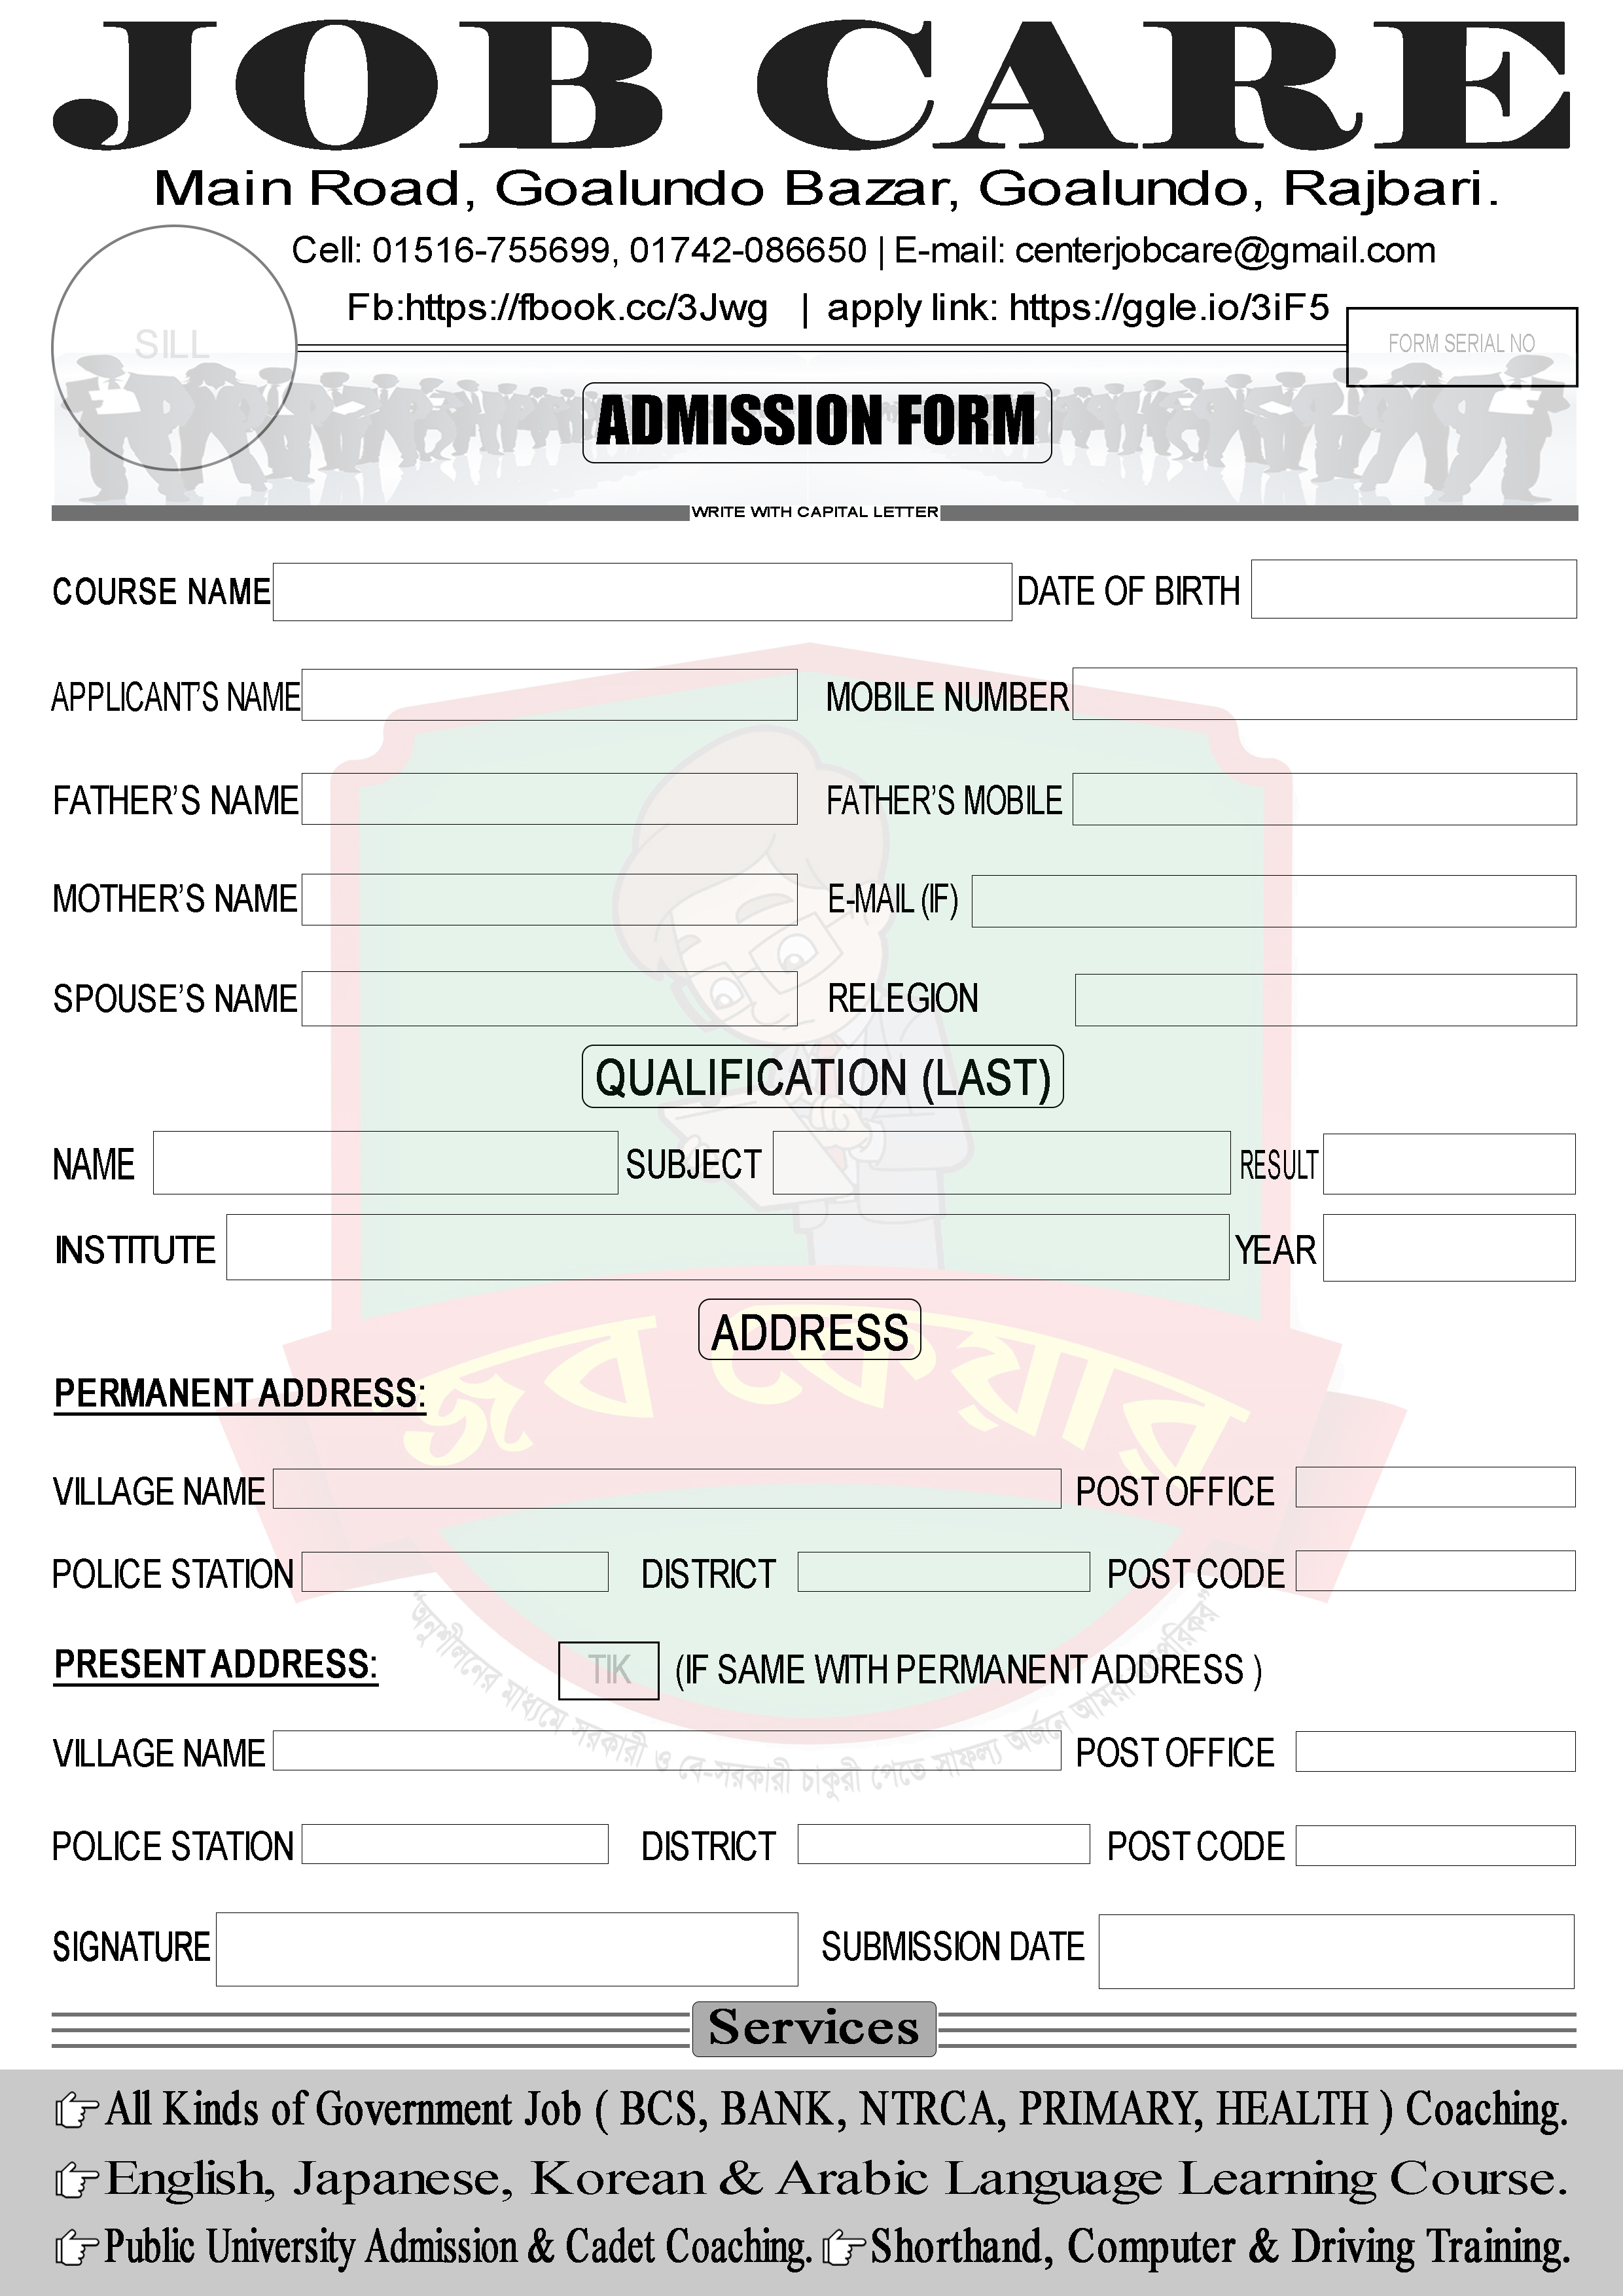 JOB CARE
Main Road, Goalundo Bazar, Goalundo, Rajbari.
Cell: 01516-755699, 01742-086650 | E-mail: centerjobcare@gmail.com
Fb:https://fbook.cc/3Jwg | apply link: https://ggle.io/3iF5
SILL
FORM SERIAL NO
ADMISSION FORM
WRITE WITH CAPITAL LETTER
COURSE NAME DATE OF BIRTH
APPLICANT'S NAME MOBILE NUMBER
FATHER'S NAME FATHER'S MOBILE
MOTHER'S NAME E-MAIL (IF)
SPOUSE'S NAME RELEGION
QUALIFICATION (LAST)
NAME SUBJECT RESULT
INSTITUTE YEAR
ADDRESS
জব কেয়ার
PERMANENT ADDRESS:
VILLAGE NAME POST OFFICE
POLICE STATION DISTRICT POST CODE
PRESENT ADDRESS: TIK (IF SAME WITH PERMANENT ADDRESS )
"অনুশীলনের মাধ্যমে সরকারী ও বে-সরকারী চাকুরী পেতে সাফল্য অর্জনে আমরা
VILLAGE NAME POST OFFICE
POLICE STATION DISTRICT POST CODE
SIGNATURE SUBMISSION DATE
Services
All Kinds of Government Job ( BCS, BANK, NTRCA, PRIMARY, HEALTH ) Coaching.
English, Japanese, Korean & Arabic Language Learning Course.
Public University Admission & Cadet Coaching. Shorthand, Computer & Driving Training.